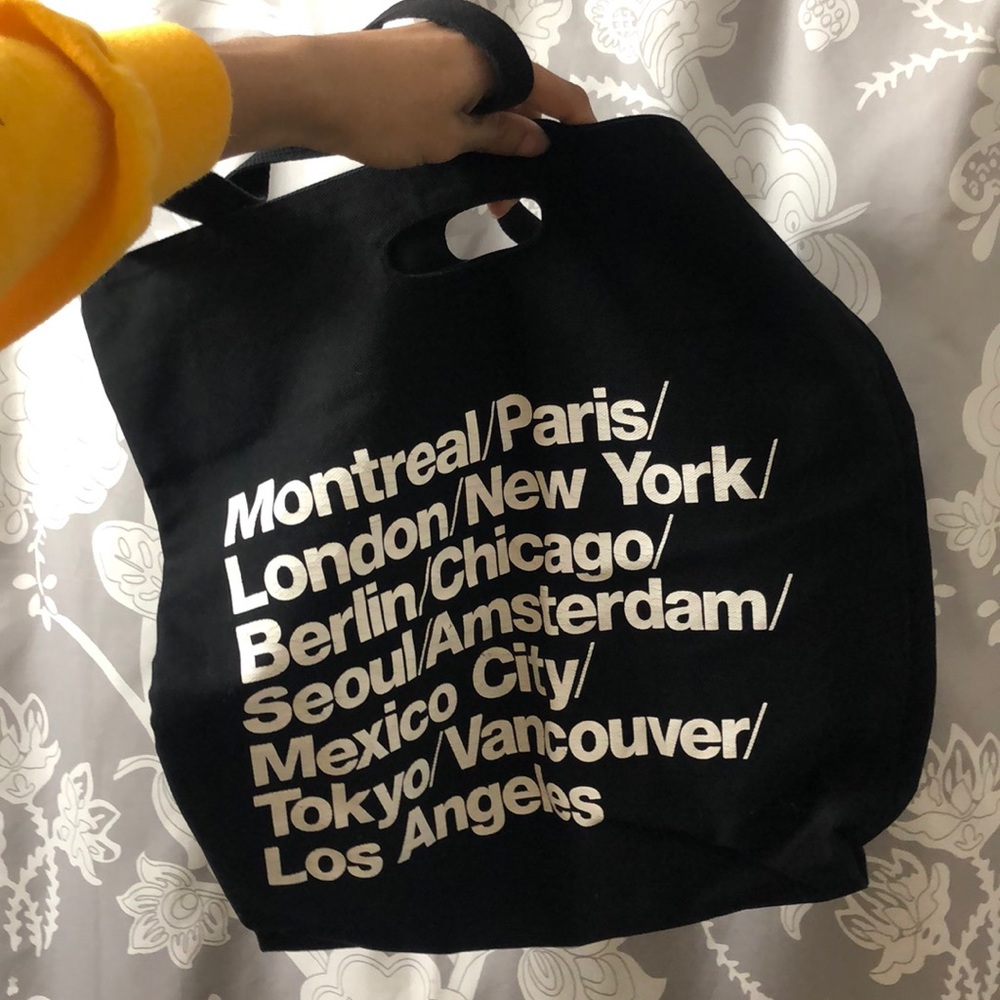 Montreal/Paris/
London/New York/
Berlin/Chicago/
Seoul/Amsterdam/
Mexico City/
Tokyo/Vancouver/
Los Angeles